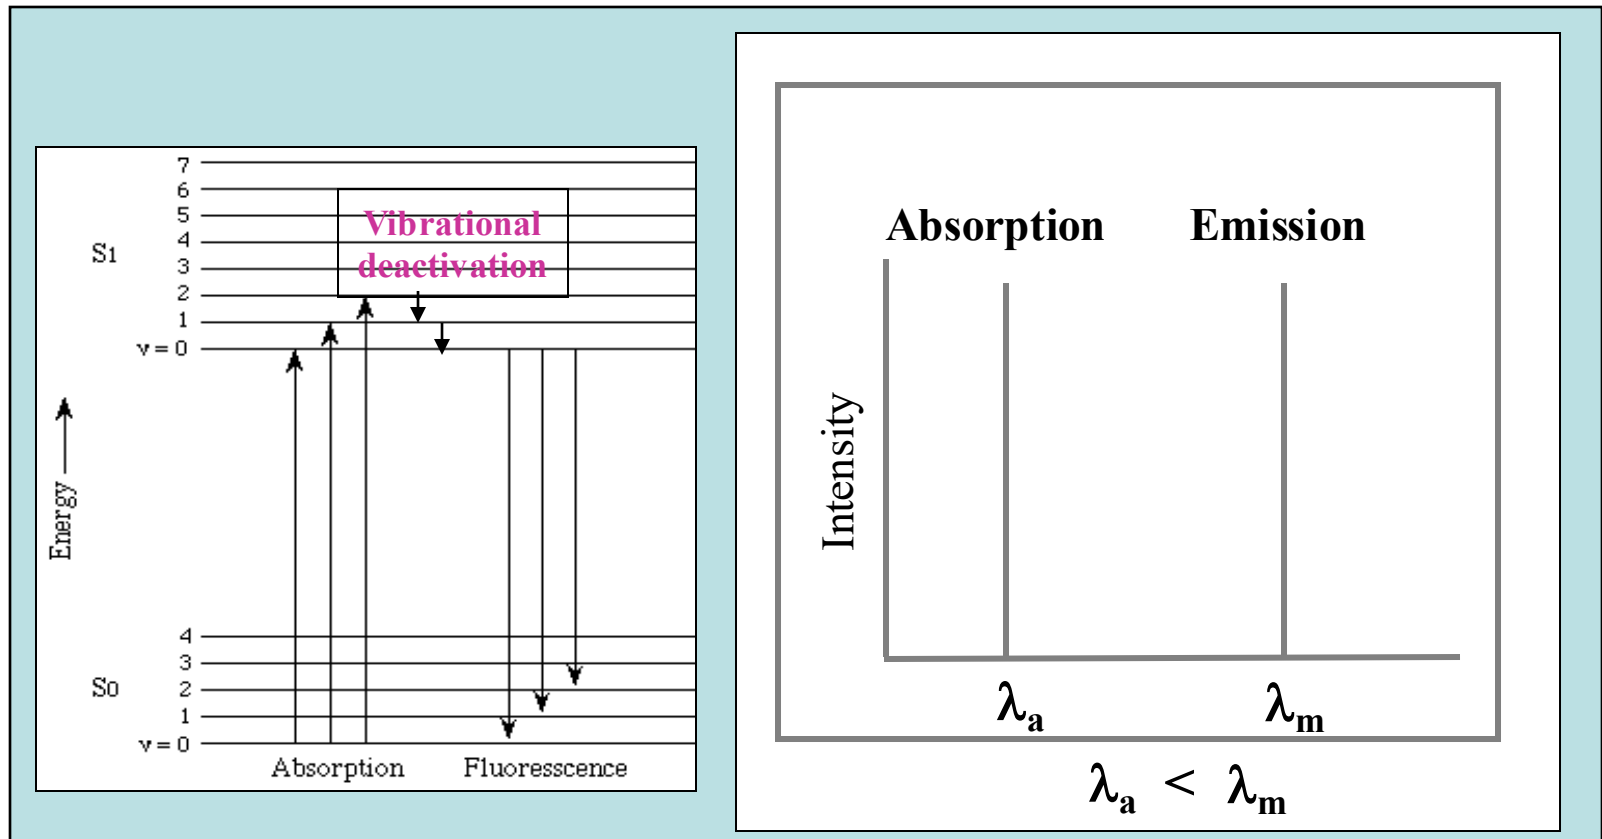 7
6
5
4
3
2
1
v = 0
S1
Vibrational
deactivation
Energy
4
3
2
1
v = 0
S0
Absorption Fluoresscence
Absorption Emission
Intensity
λa λm
λa < λm